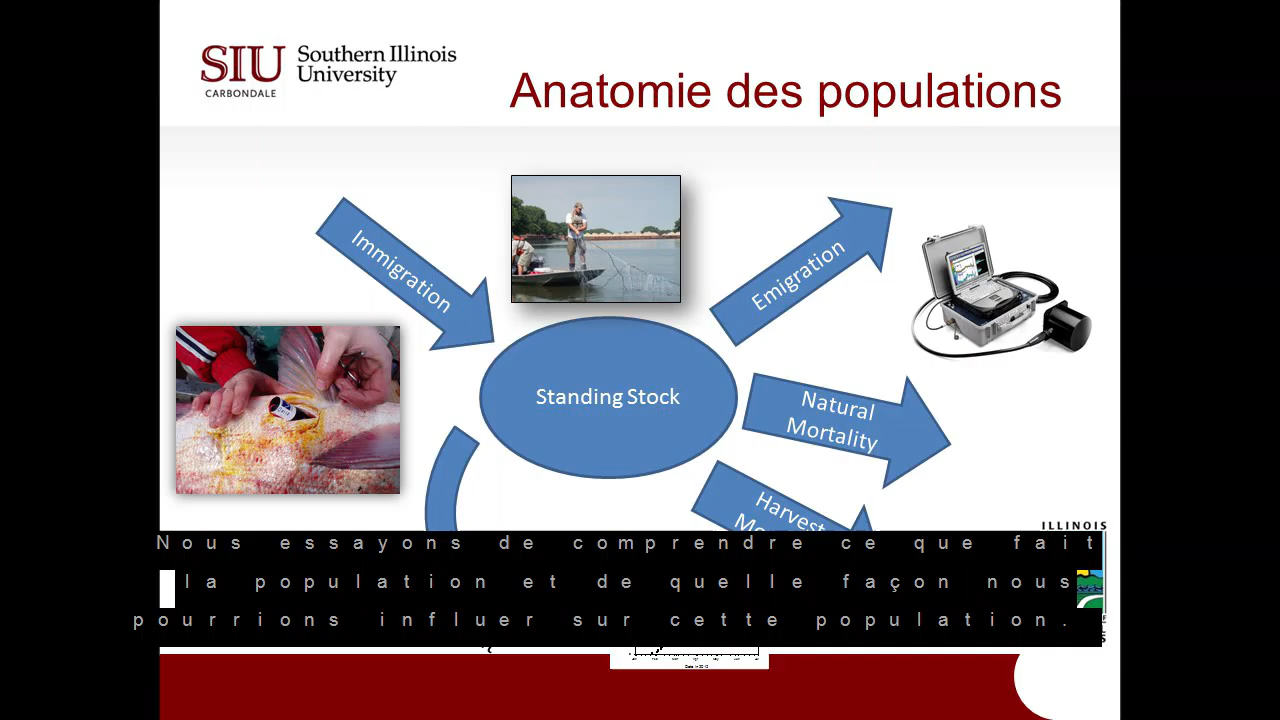 SIU Southern Illinois
University
CARBONDALE
Anatomie des populations
Immigration
Emigration
Standing Stock
Natural
Mortality
Harvest
ILLINOIS
Nous essayons de comprendre ce que fait
la population et de quelle façon nous
pourrions influer sur cette population.